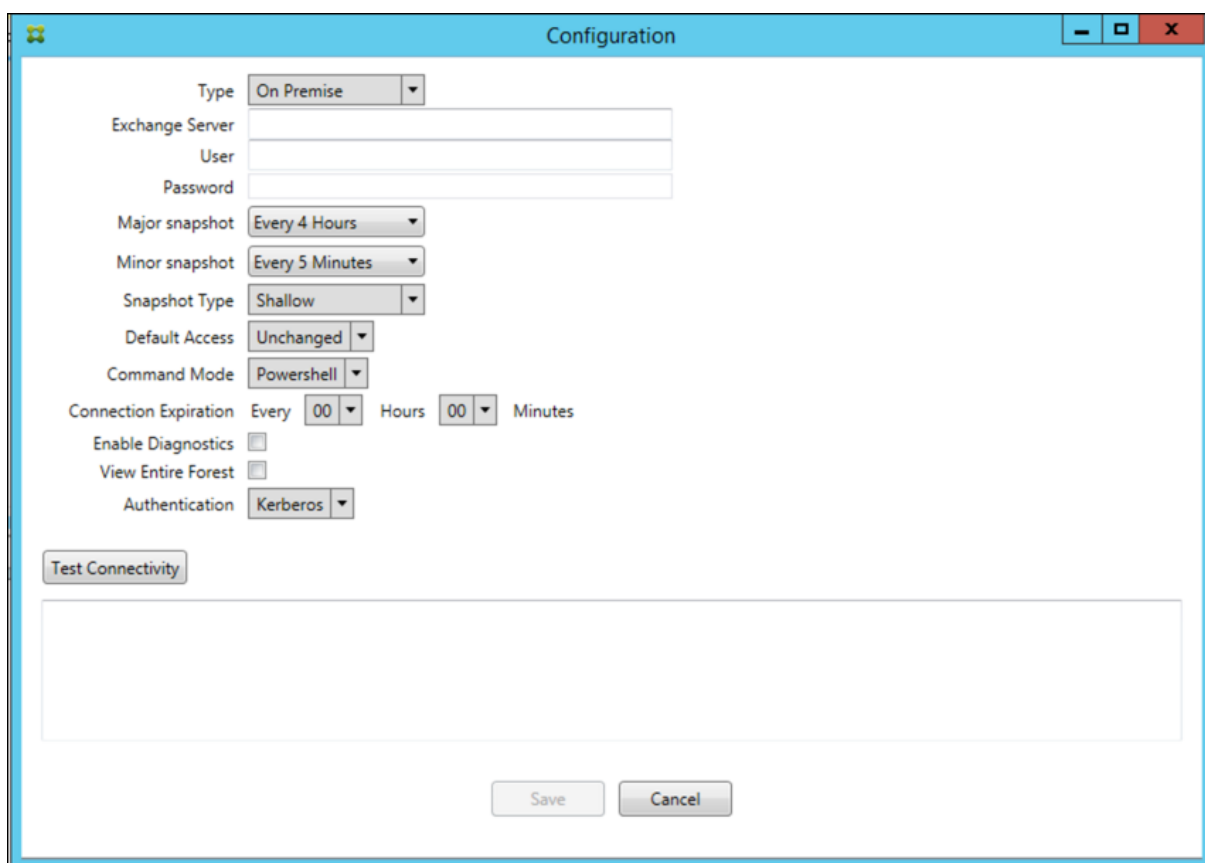 Configuration
Type On Premise
Exchange Server
User
Password
Major snapshot Every 4 Hours
Minor snapshot Every 5 Minutes
Snapshot Type Shallow
Default Access Unchanged
Command Mode Powershell
Connection Expiration Every 00 Hours 00 Minutes
Enable Diagnostics
View Entire Forest
Authentication Kerberos
Test Connectivity
Save Cancel